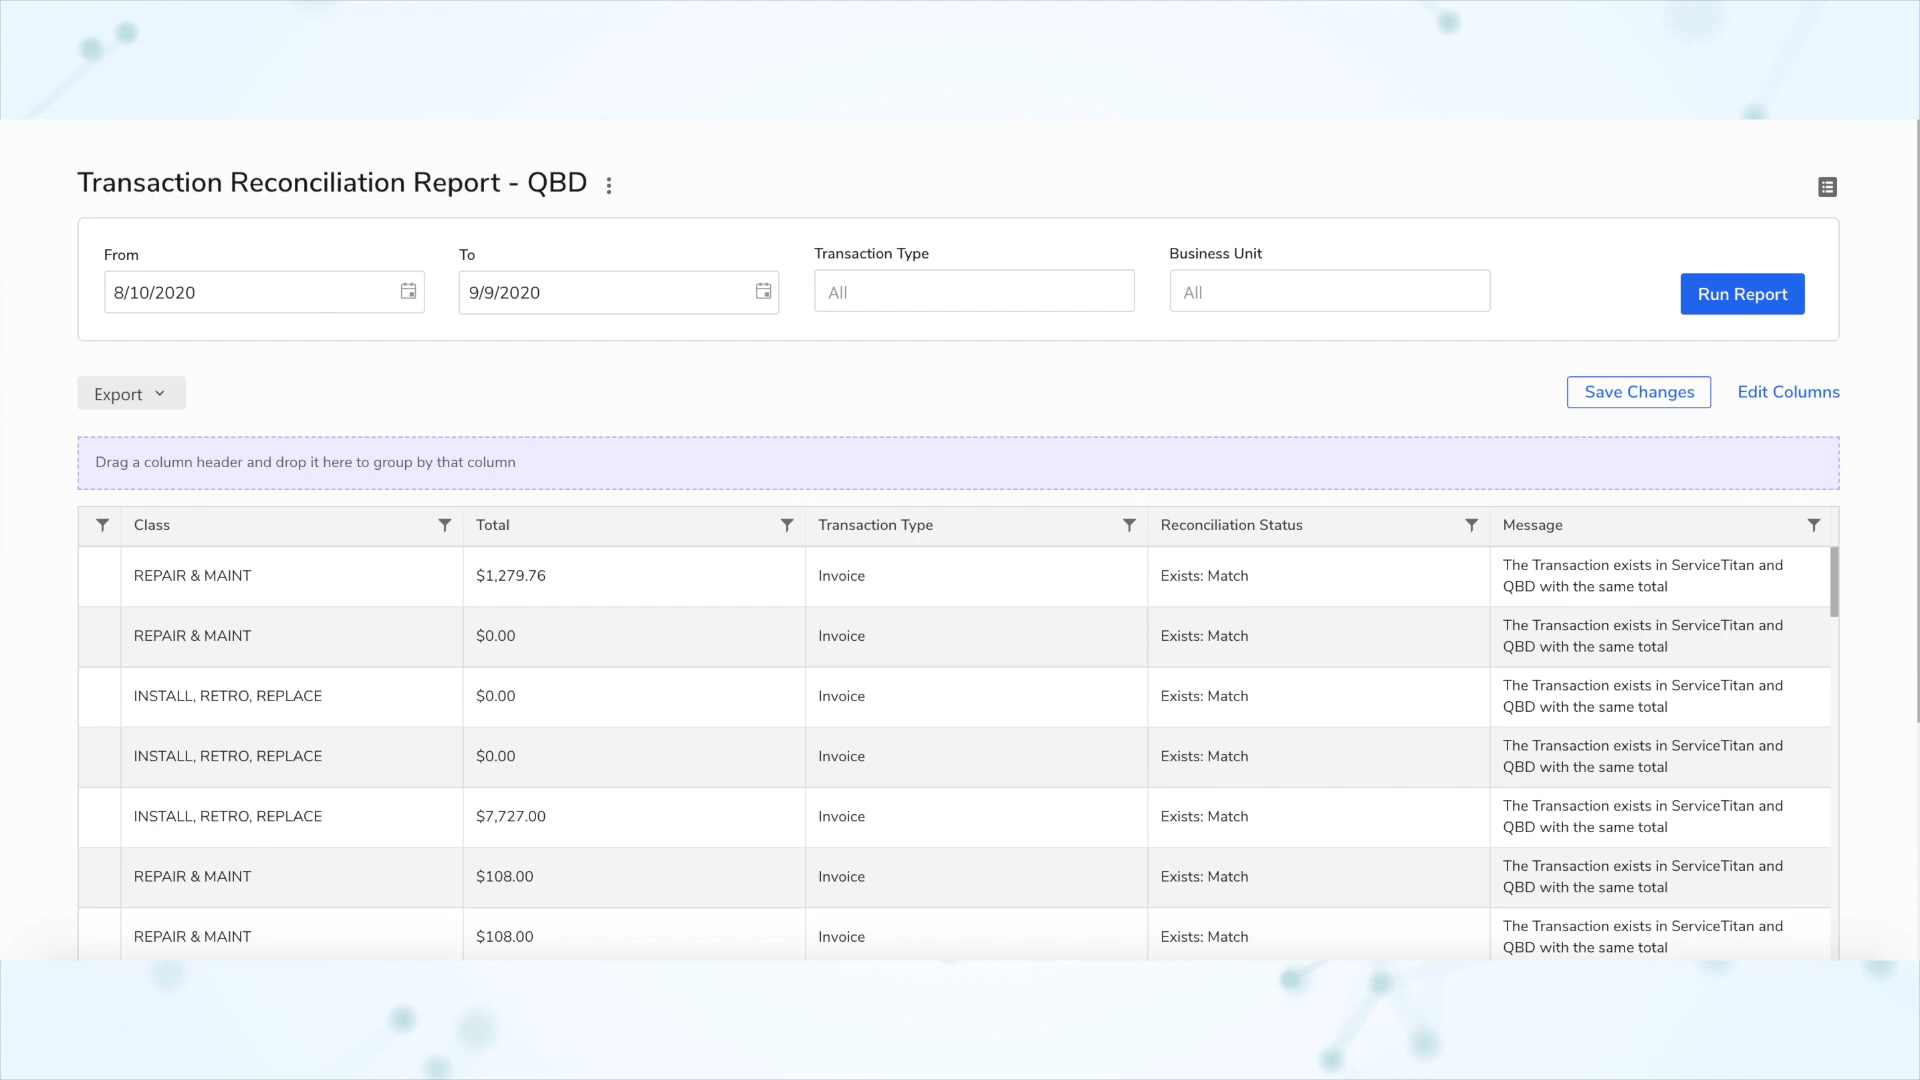 Transaction Reconciliation Report - QBD
From
To
Transaction Type
Business Unit
8/10/2020
9/9/2020
All
All
Run Report
Export
Save Changes
Edit Columns
Drag a column header and drop it here to group by that column
Class
Total
Transaction Type
Reconciliation Status
Message
REPAIR & MAINT
$1,279.76
Invoice
Exists: Match
The Transaction exists in ServiceTitan and
QBD with the same total
REPAIR & MAINT
$0.00
Invoice
Exists: Match
The Transaction exists in ServiceTitan and
QBD with the same total
INSTALL, RETRO, REPLACE
$0.00
Invoice
Exists: Match
The Transaction exists in ServiceTitan and
QBD with the same total
INSTALL, RETRO, REPLACE
$0.00
Invoice
Exists: Match
The Transaction exists in ServiceTitan and
QBD with the same total
INSTALL, RETRO, REPLACE
$7,727.00
Invoice
Exists: Match
The Transaction exists in ServiceTitan and
QBD with the same total
REPAIR & MAINT
$108.00
Invoice
Exists: Match
The Transaction exists in ServiceTitan and
QBD with the same total
REPAIR & MAINT
$108.00
Invoice
Exists: Match
The Transaction exists in ServiceTitan and
QBD with the same total